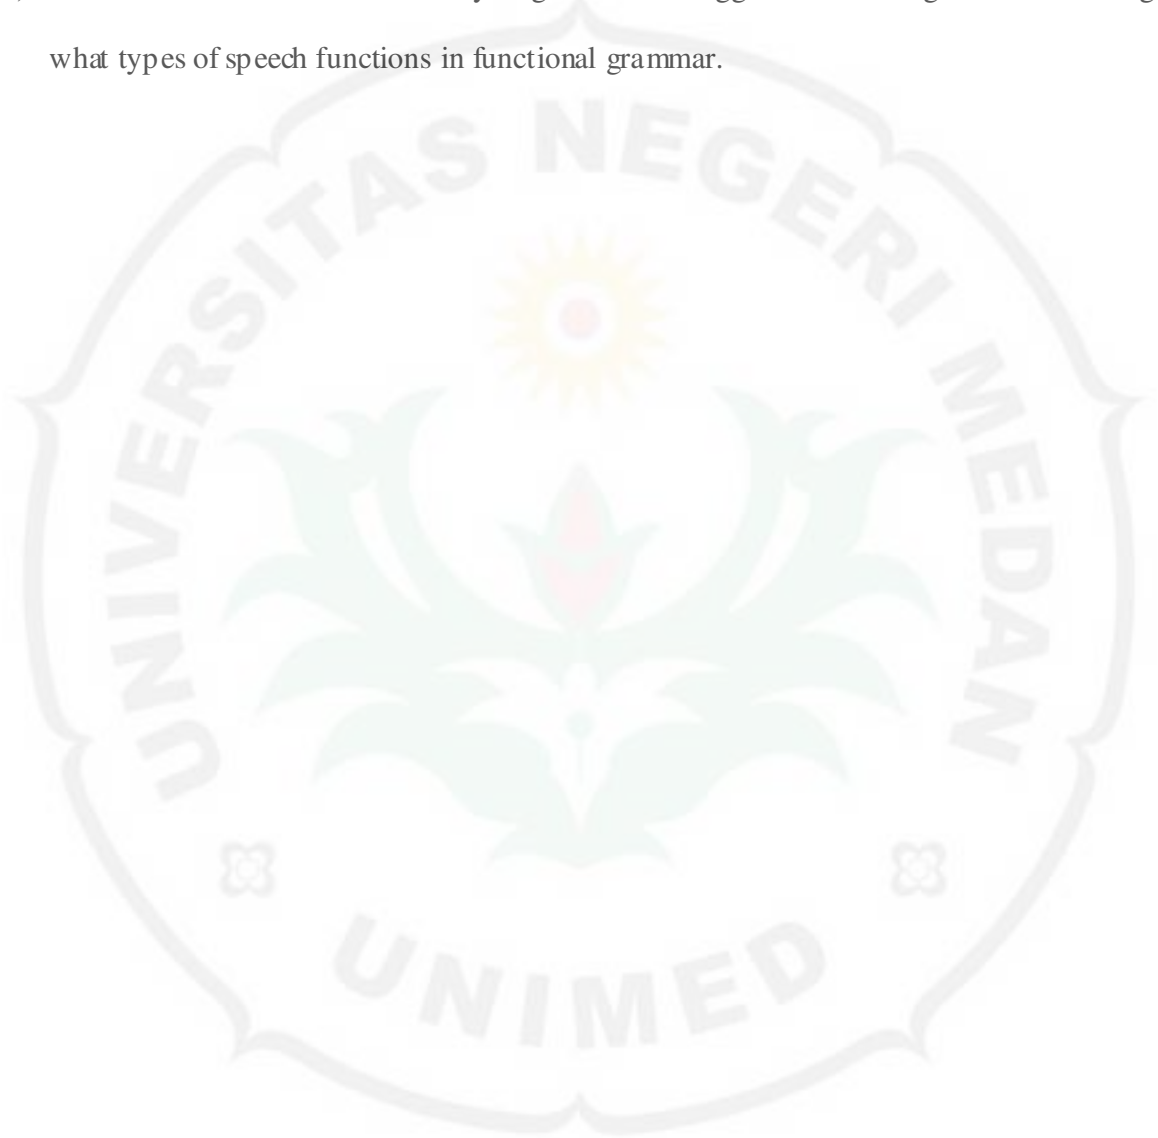 what types of speech functions in functional grammar.
UNIVERSITAS NEGERI MEDAN
UNIMED